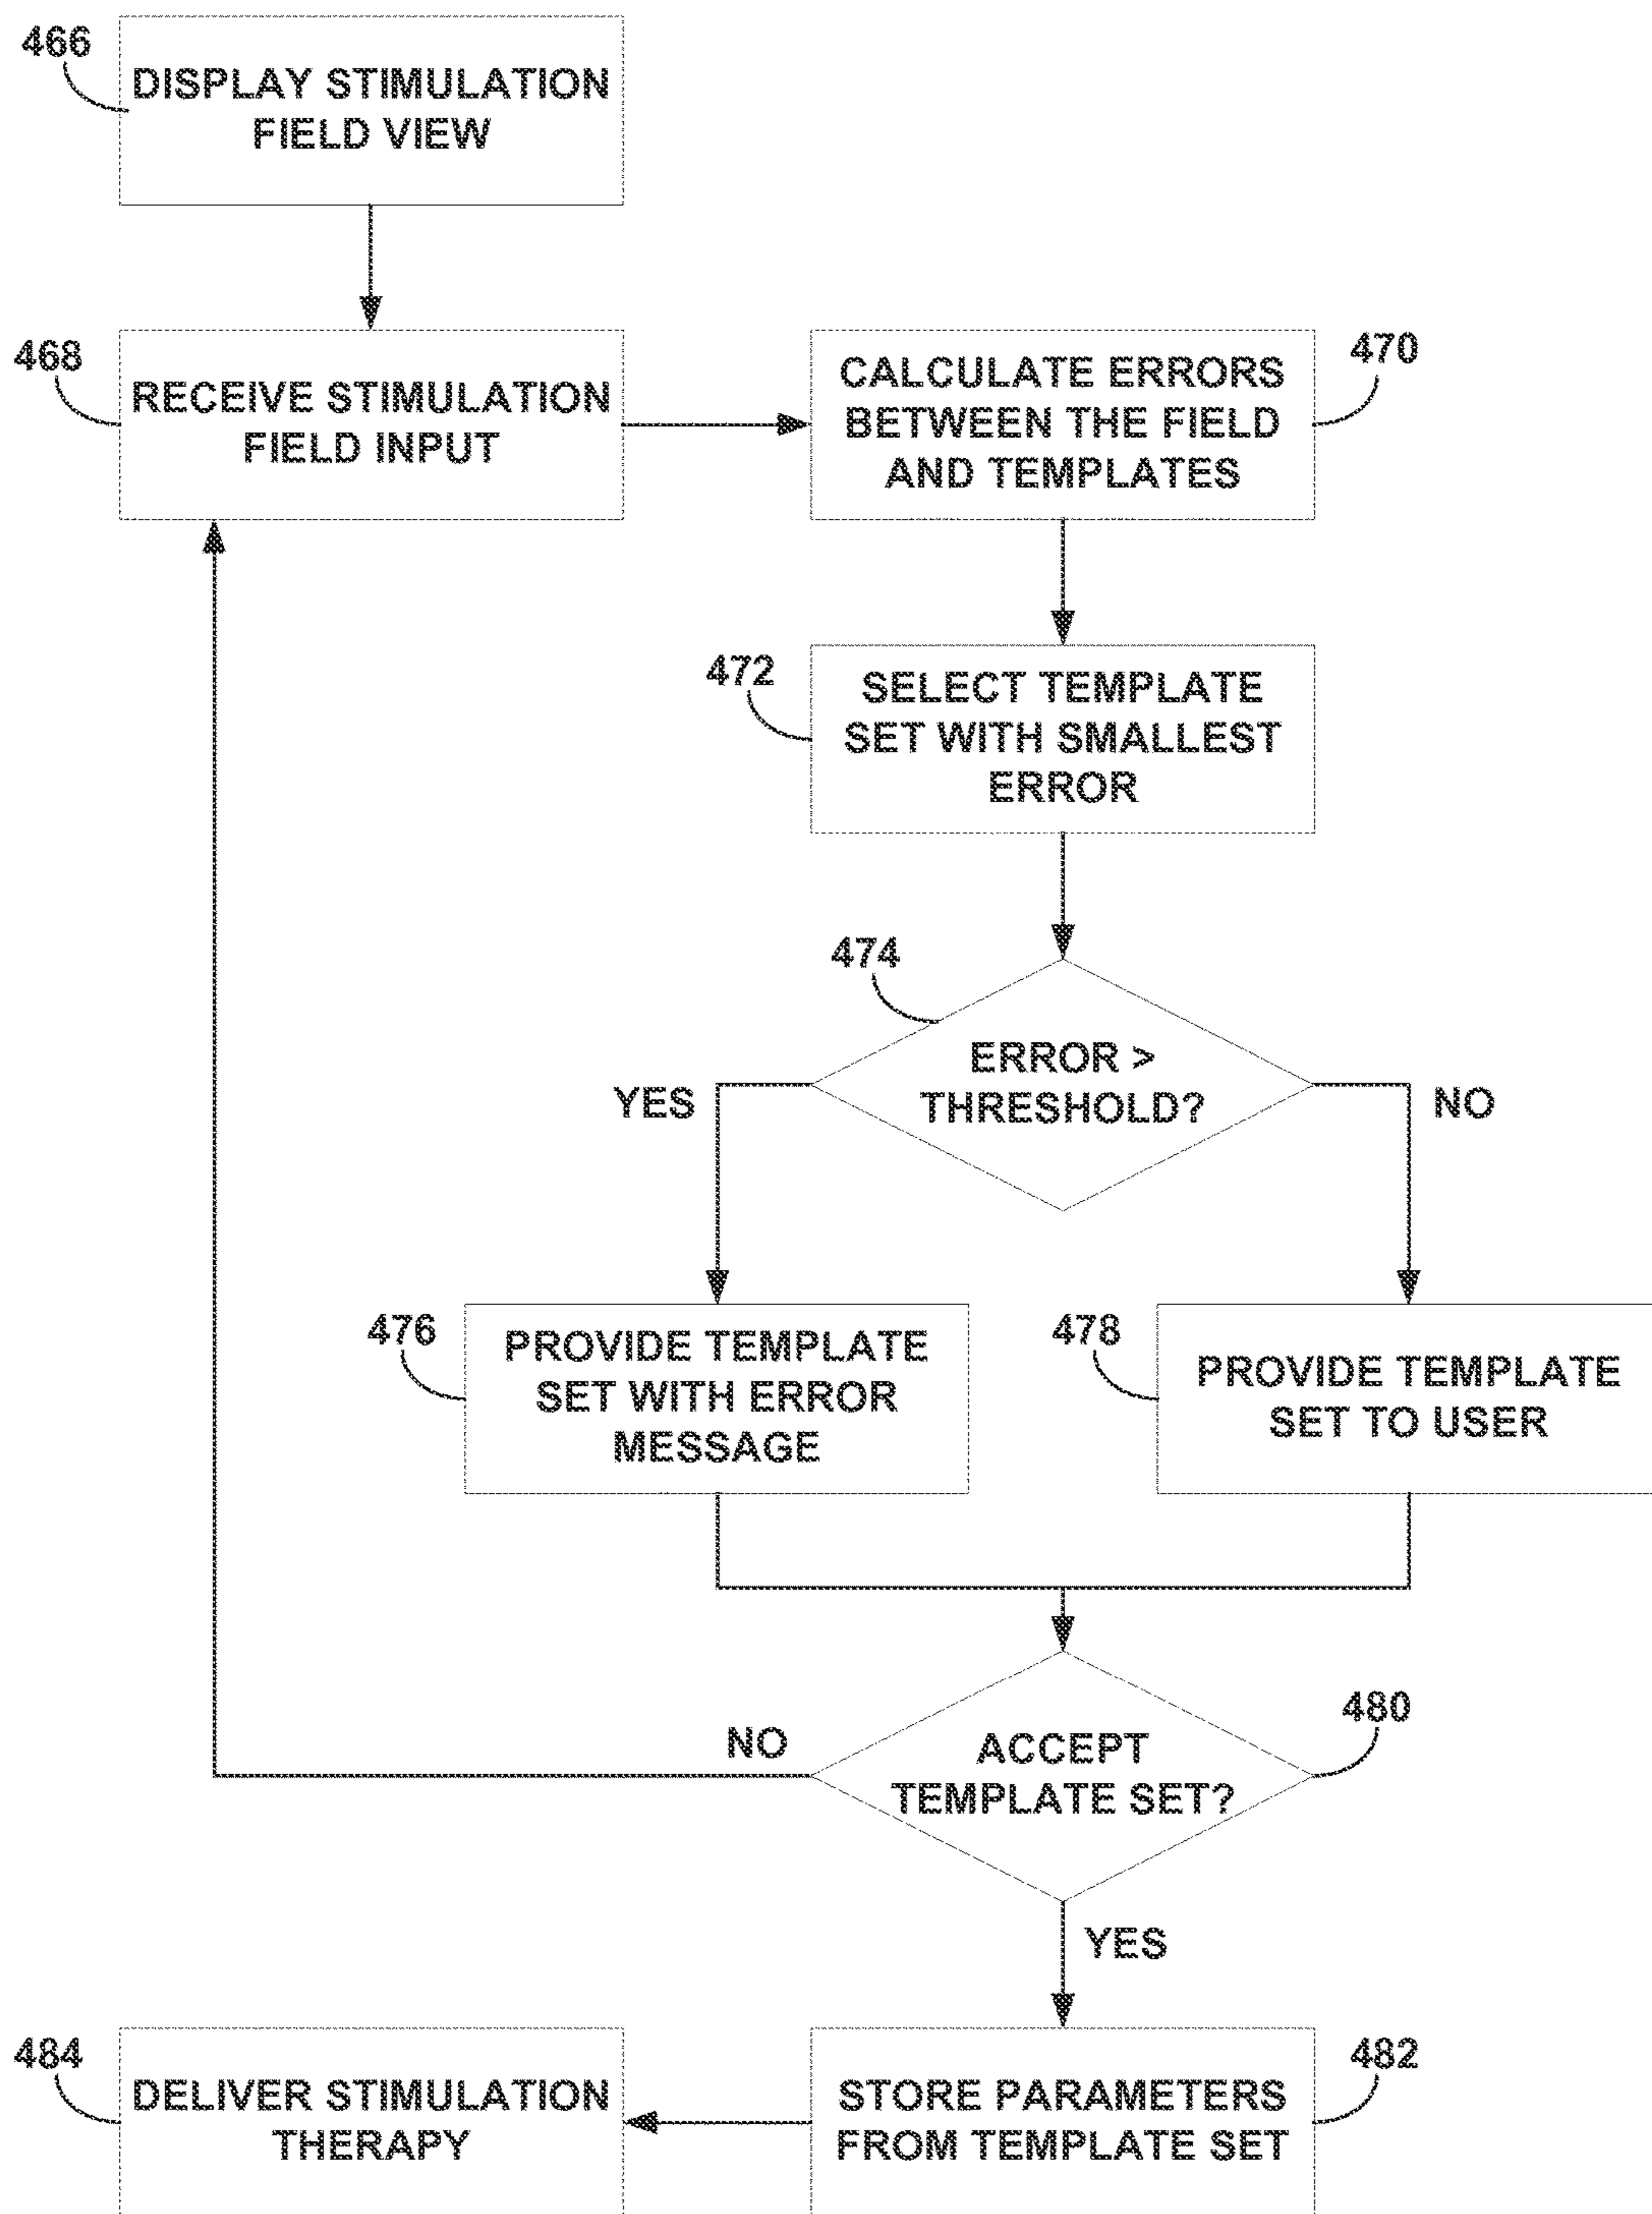 466
DISPLAY STIMULATION
FIELD VIEW
468
RECEIVE STIMULATION
FIELD INPUT
470
CALCULATE ERRORS
BETWEEN THE FIELD
AND TEMPLATES
472
SELECT TEMPLATE
SET WITH SMALLEST
ERROR
474
ERROR >
THRESHOLD?
YES
NO
476
PROVIDE TEMPLATE
SET WITH ERROR
MESSAGE
478
PROVIDE TEMPLATE
SET TO USER
480
ACCEPT
TEMPLATE SET?
NO
YES
484
DELIVER STIMULATION
THERAPY
482
STORE PARAMETERS
FROM TEMPLATE SET